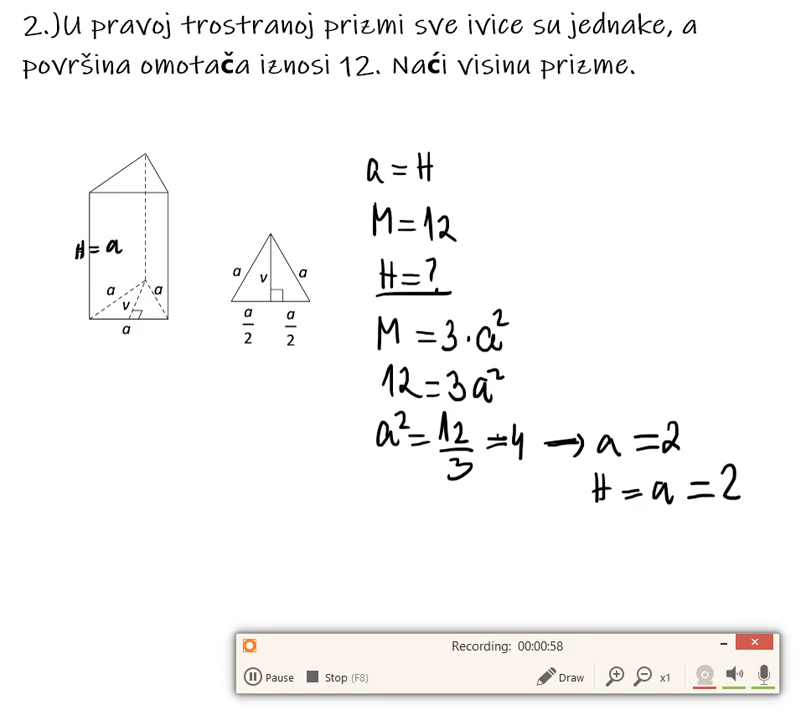 2.)U pravoj trostranoj prizmi sve ivice su jednake, a
površina omotača iznosi 12. Naći visinu prizme.
a = H
M = 12
H = ?
M = 3 · a²
12 = 3a²
a² = 12/3 = 4 → a = 2
H = a = 2
H = a
a
a
v
a
a
v
a
a/2
a/2
Recording: 00:00:58
Pause
Stop (F8)
Draw
x1